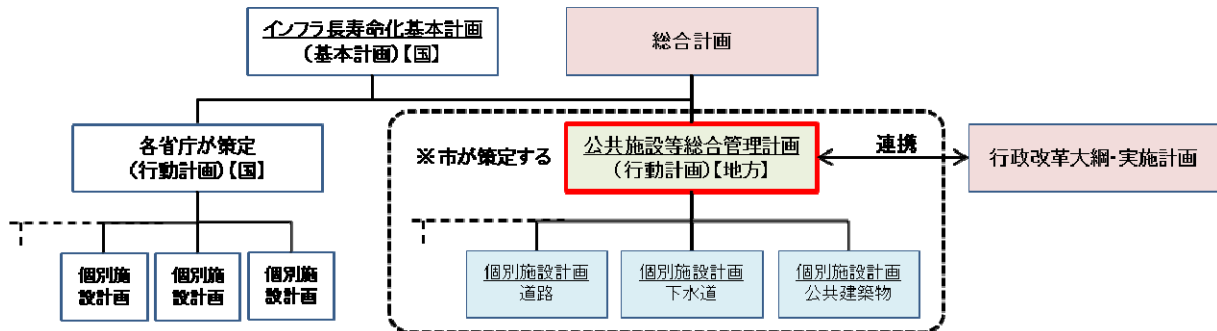 インフラ長寿命化基本計画
(基本計画)【国】
総合計画
各省庁が策定
(行動計画)【国】
※市が策定する
公共施設等総合管理計画
(行動計画)【地方】
連携
行政改革大綱・実施計画
個別施
設計画
個別施
設計画
個別施
設計画
個別施設計画
道路
個別施設計画
下水道
個別施設計画
公共建築物